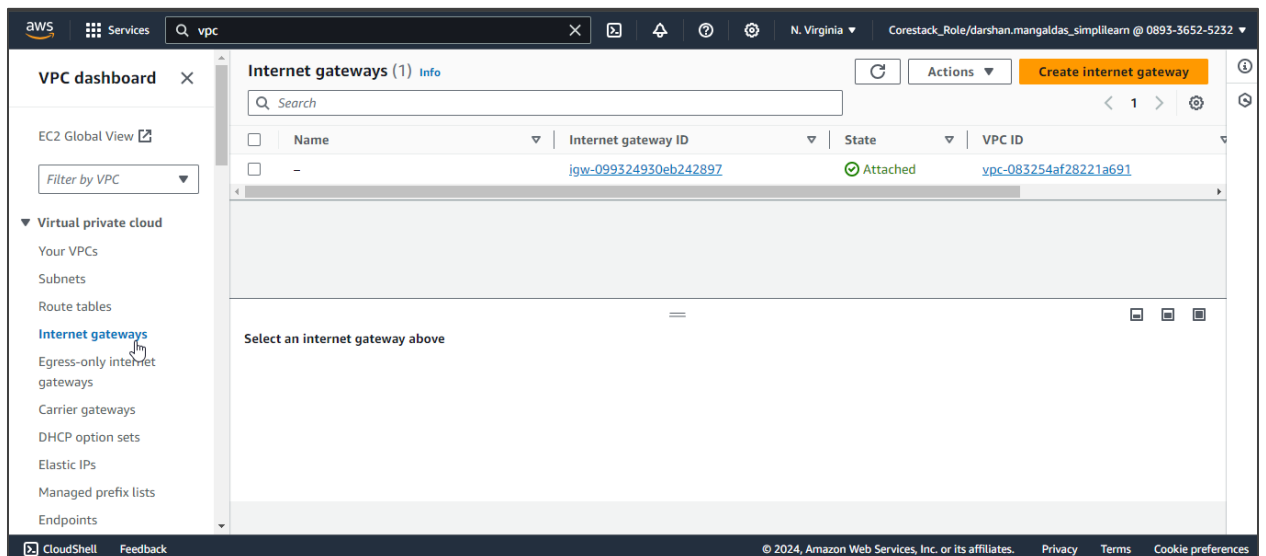 aws Services vpc N. Virginia Corestack_Role/darshan.mangaldas_simplilearn @ 0893-3652-5232
VPC dashboard
EC2 Global View
Filter by VPC
Virtual private cloud
Your VPCs
Subnets
Route tables
Internet gateways
Egress-only internet
gateways
Carrier gateways
DHCP option sets
Elastic IPs
Managed prefix lists
Endpoints
Internet gateways (1) Info
Actions
Create internet gateway
Search
1
Name Internet gateway ID State VPC ID
– igw-099324930eb242897 Attached vpc-083254af28221a691
Select an internet gateway above
CloudShell Feedback © 2024, Amazon Web Services, Inc. or its affiliates. Privacy Terms Cookie preferences